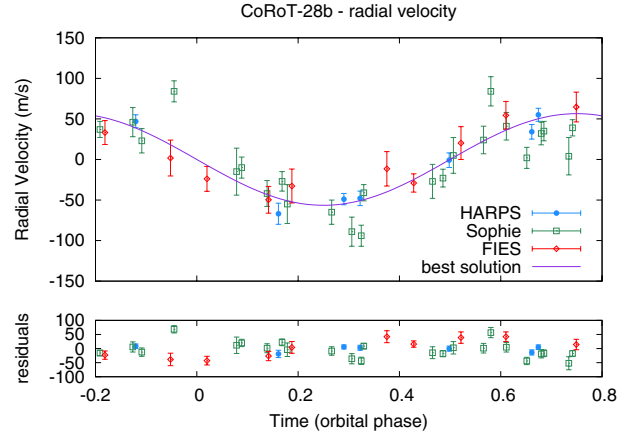 CoRoT-28b - radial velocity
150
100
50
0
-50
-100
-150
Radial Velocity (m/s)
HARPS
Sophie
FIES
best solution
100
50
0
-50
-100
residuals
-0.2 0 0.2 0.4 0.6 0.8
Time (orbital phase)